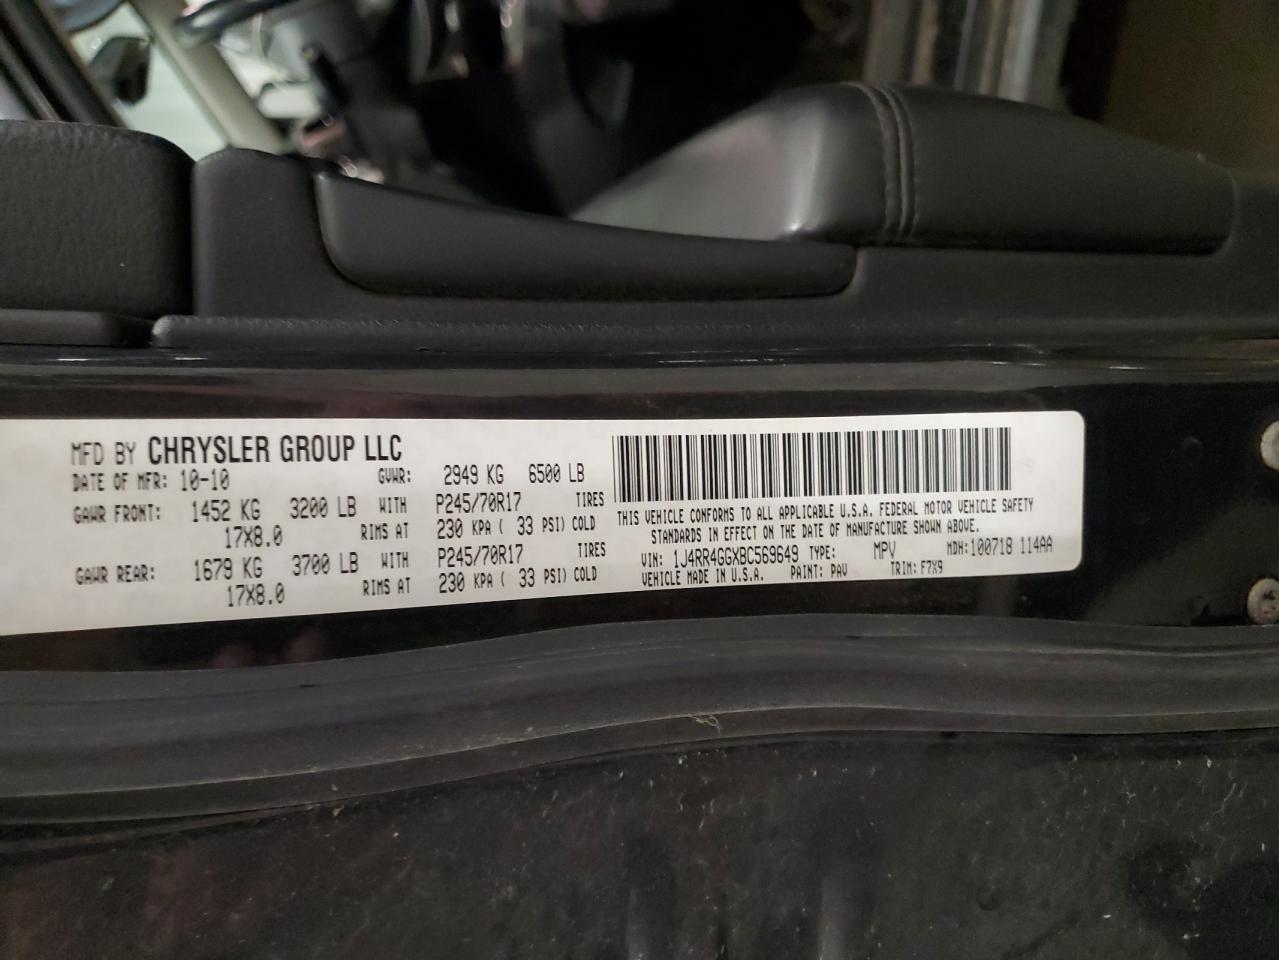 MFD BY CHRYSLER GROUP LLC
DATE OF MFR: 10-10 GVWR: 2949 KG 6500 LB
GAWR FRONT: 1452 KG 3200 LB WITH P245/70R17 TIRES
17X8.0 RIMS AT 230 KPA ( 33 PSI) COLD
GAWR REAR: 1679 KG 3700 LB WITH P245/70R17 TIRES
17X8.0 RIMS AT 230 KPA ( 33 PSI) COLD
THIS VEHICLE CONFORMS TO ALL APPLICABLE U.S.A. FEDERAL MOTOR VEHICLE SAFETY
STANDARDS IN EFFECT ON THE DATE OF MANUFACTURE SHOWN ABOVE.
VIN: 1J4RR4GGXBC569649 TYPE: MPV MDH:100718 114AA
VEHICLE MADE IN U.S.A. PAINT: PAV TRIM: F7X9